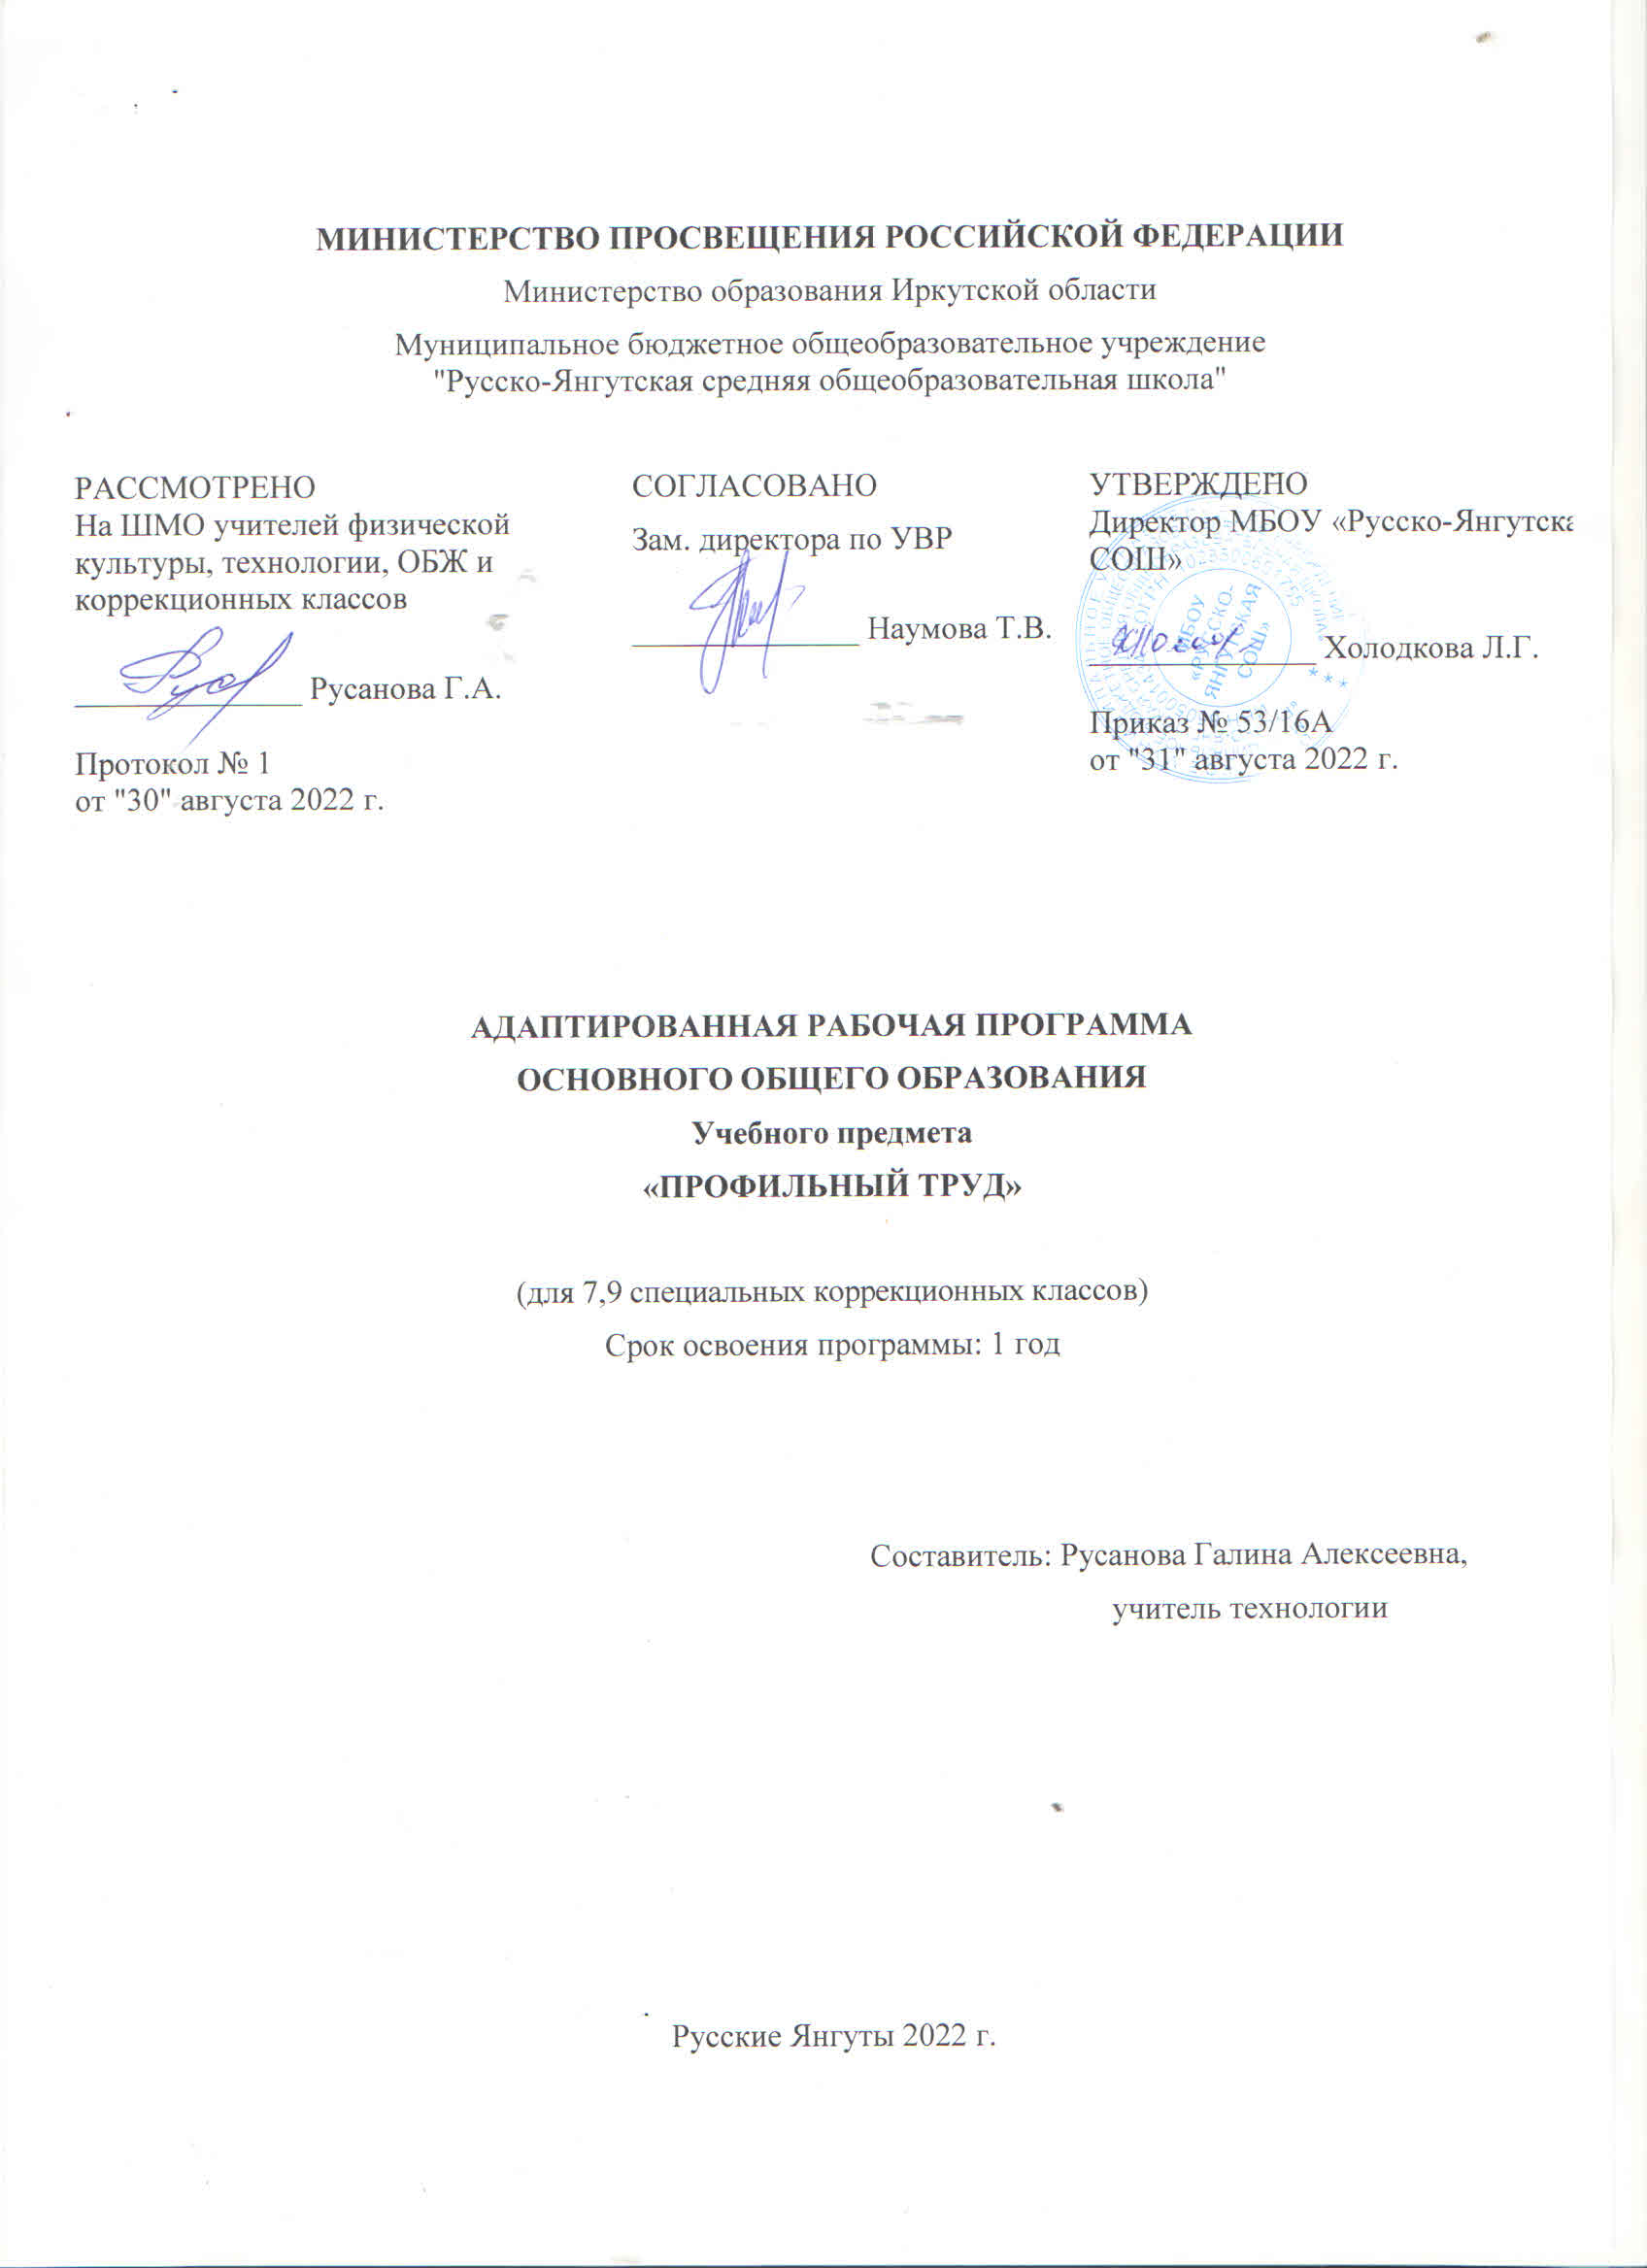 МИНИСТЕРСТВО ПРОСВЕЩЕНИЯ РОССИЙСКОЙ ФЕДЕРАЦИИ
Министерство образования Иркутской области
Муниципальное бюджетное общеобразовательное учреждение
"Русско-Янгутская средняя общеобразовательная школа"
РАССМОТРЕНО
На ШМО учителей физической
культуры, технологии, ОБЖ и
коррекционных классов
Русанова Г.А.
Протокол № 1
от "30" августа 2022 г.
СОГЛАСОВАНО
Зам. директора по УВР
Наумова Т.В.
УТВЕРЖДЕНО
Директор МБОУ «Русско-Янгутска
СОШ»
Холодкова Л.Г.
Приказ № 53/16А
от "31" августа 2022 г.
МБОУ
«РУССКО-
ЯНГУТСКАЯ
СОШ»
АДАПТИРОВАННАЯ РАБОЧАЯ ПРОГРАММА
ОСНОВНОГО ОБЩЕГО ОБРАЗОВАНИЯ
Учебного предмета
«ПРОФИЛЬНЫЙ ТРУД»
(для 7,9 специальных коррекционных классов)
Срок освоения программы: 1 год
Составитель: Русанова Галина Алексеевна,
учитель технологии
Русские Янгуты 2022 г.